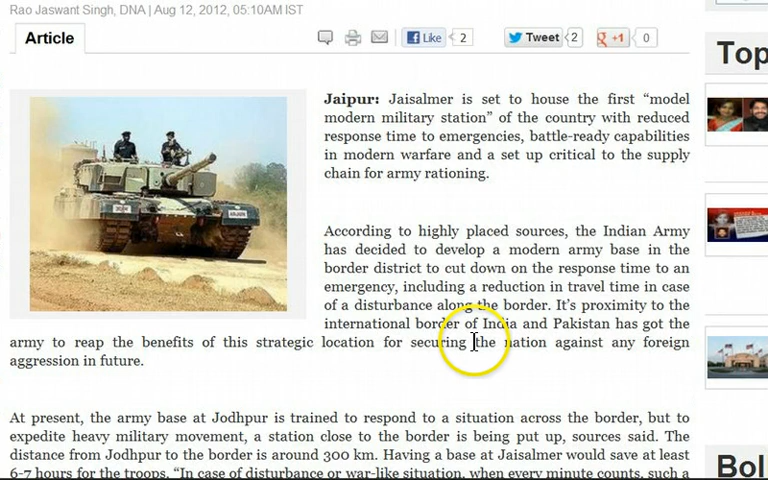 Rao Jaswant Singh, DNA | Aug 12, 2012, 05:10AM IST
Article
Like
2
Tweet
2
+1
0
Top
Jaipur: Jaisalmer is set to house the first “model
modern military station” of the country with reduced
response time to emergencies, battle-ready capabilities
in modern warfare and a set up critical to the supply
chain for army rationing.
According to highly placed sources, the Indian Army
has decided to develop a modern army base in the
border district to cut down on the response time to an
emergency, including a reduction in travel time in case
of a disturbance along the border. It’s proximity to the
international border of India and Pakistan has got the
army to reap the benefits of this strategic location for securing the nation against any foreign
aggression in future.
At present, the army base at Jodhpur is trained to respond to a situation across the border, but to
expedite heavy military movement, a station close to the border is being put up, sources said. The
distance from Jodhpur to the border is around 300 km. Having a base at Jaisalmer would save at least
6-7 hours for the troops. “In case of disturbance or war-like situation, when every minute counts, such a
Bol